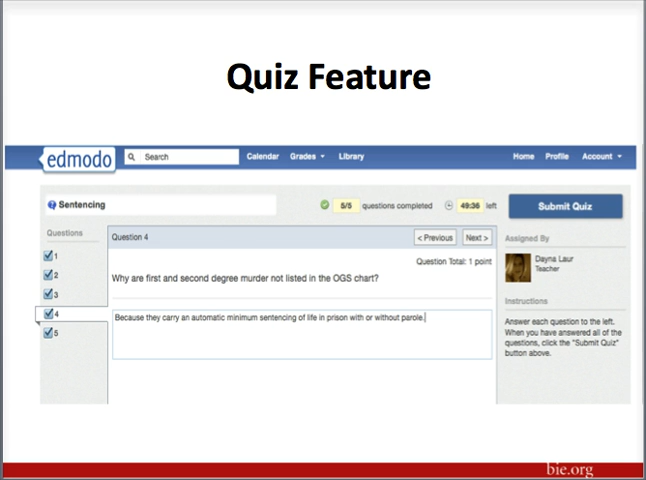 Quiz Feature
edmodo Search Calendar Grades Library Home Profile Account
Sentencing 5/5 questions completed 49:36 left Submit Quiz
Questions
Question 4 < Previous Next >
Assigned By
1
Question Total: 1 point
Dayna Laur
Teacher
2
Why are first and second degree murder not listed in the OGS chart?
3
Instructions
4
Because they carry an automatic minimum sentencing of life in prison with or without parole.
5
Answer each question to the left.
When you have answered all of the
questions, click the "Submit Quiz"
button above.
bie.org